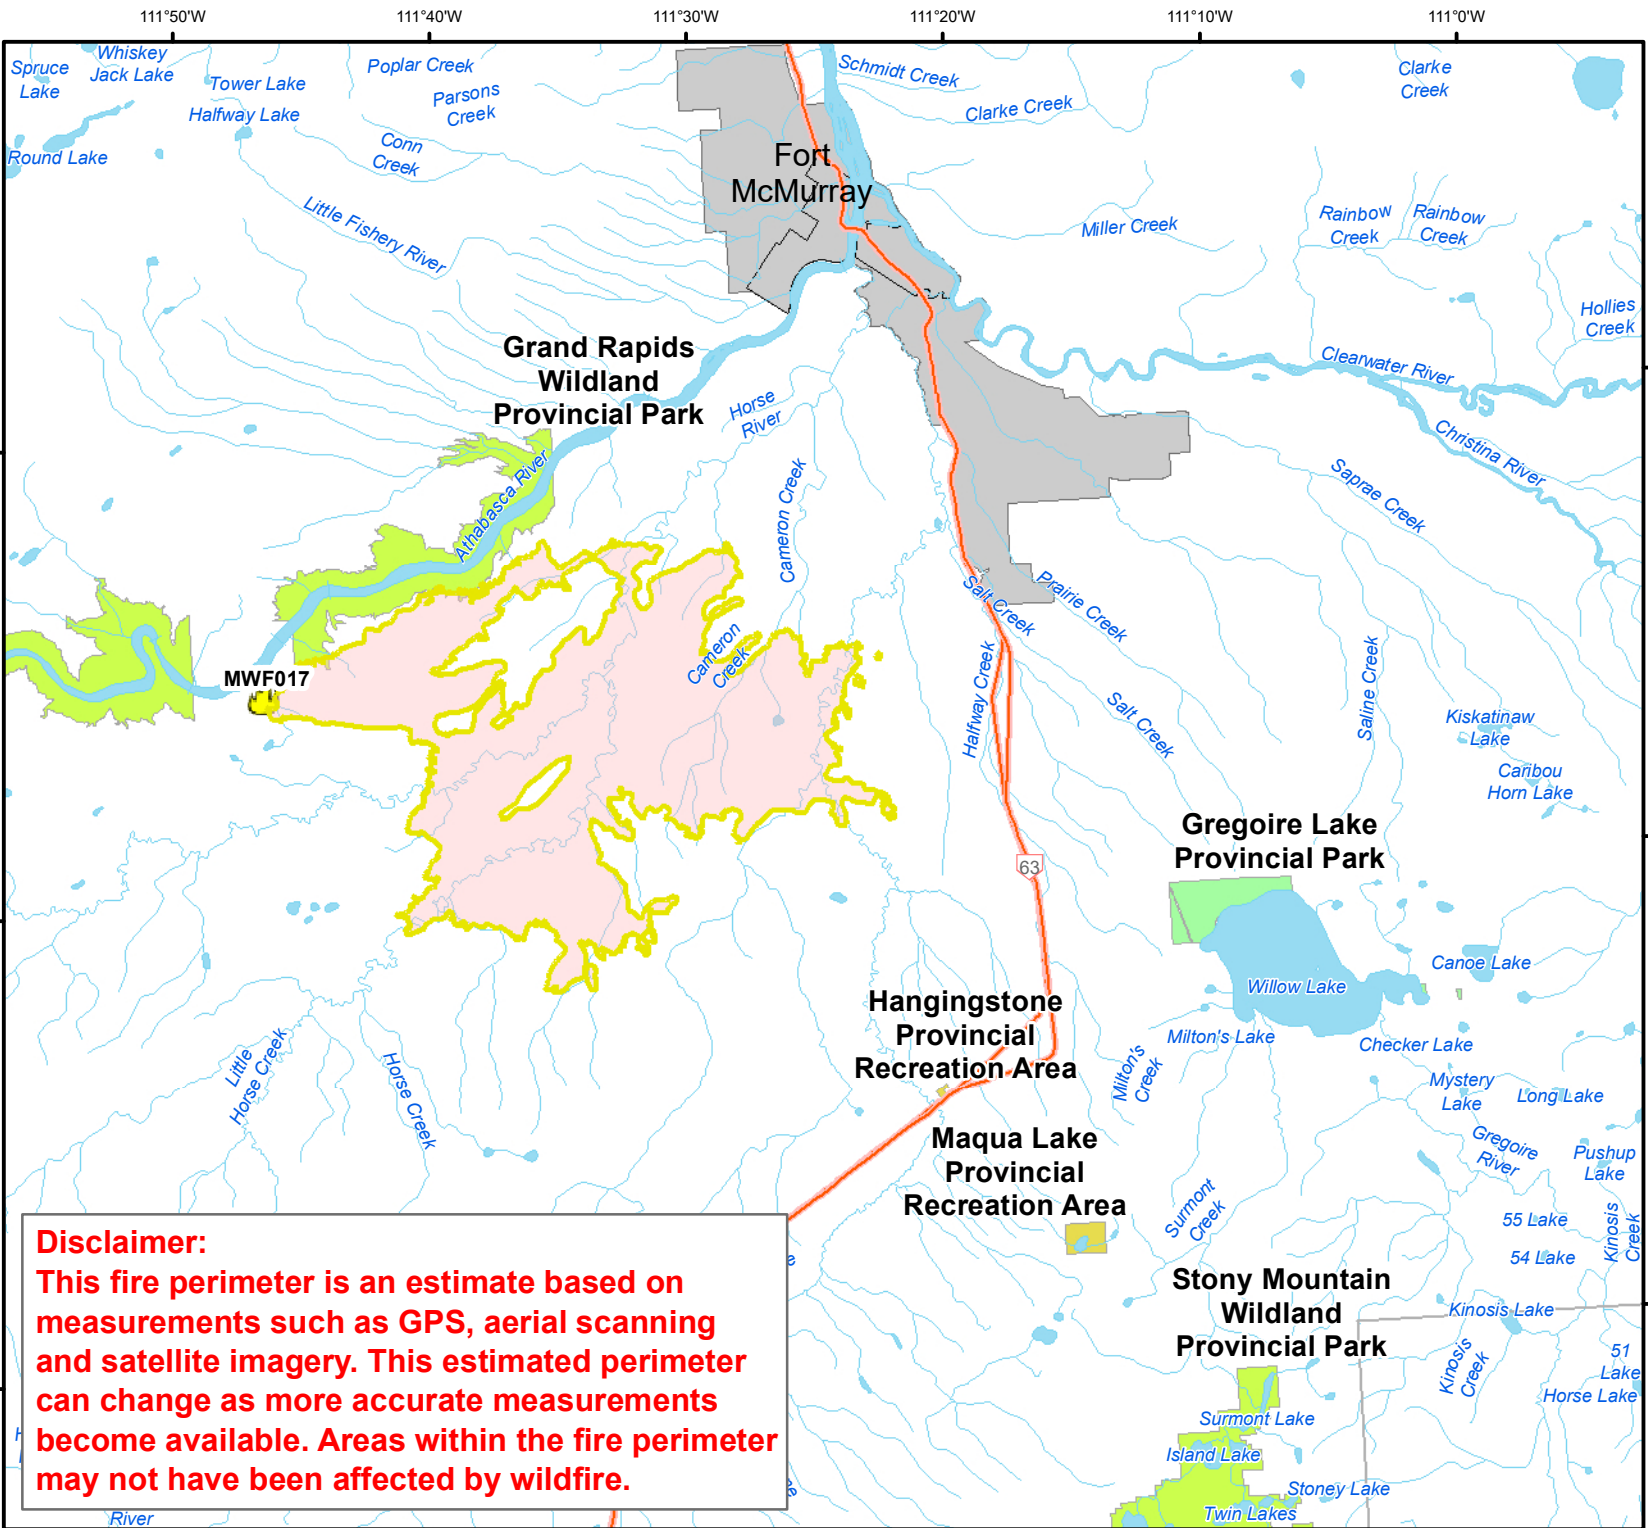 111°50'W
111°40'W
111°30'W
111°20'W
111°10'W
111°0'W
Spruce
Lake
Whiskey
Jack Lake
Tower Lake
Halfway Lake
Round Lake
Poplar Creek
Parsons
Creek
Conn
Creek
Little Fishery River
Fort
McMurray
Schmidt Creek
Clarke Creek
Clarke
Creek
Miller Creek
Rainbow
Creek
Rainbow
Creek
Hollies
Creek
Clearwater River
Christina River
Saprae Creek
Grand Rapids
Wildland
Provincial Park
Horse
River
Cameron Creek
Athabasca River
MWF017
Cameron
Creek
Salt Creek
Prairie Creek
Halfway Creek
Salt Creek
Saline Creek
Kiskatinaw
Lake
Caribou
Horn Lake
63
Gregoire Lake
Provincial Park
Canoe Lake
Willow Lake
Hangingstone
Provincial
Recreation Area
Milton's Lake
Milton's
Creek
Checker Lake
Mystery
Lake
Long Lake
Gregoire
River
Pushup
Lake
Little
Horse Creek
Horse Creek
Maqua Lake
Provincial
Recreation Area
Surmont
Creek
55 Lake
54 Lake
Kinosis
Creek
Stony Mountain
Wildland
Provincial Park
Kinosis Lake
Kinosis
Creek
51
Lake
Horse Lake
Surmont Lake
Island Lake
Stoney Lake
Twin Lakes
Disclaimer:
This fire perimeter is an estimate based on
measurements such as GPS, aerial scanning
and satellite imagery. This estimated perimeter
can change as more accurate measurements
become available. Areas within the fire perimeter
may not have been affected by wildfire.
River